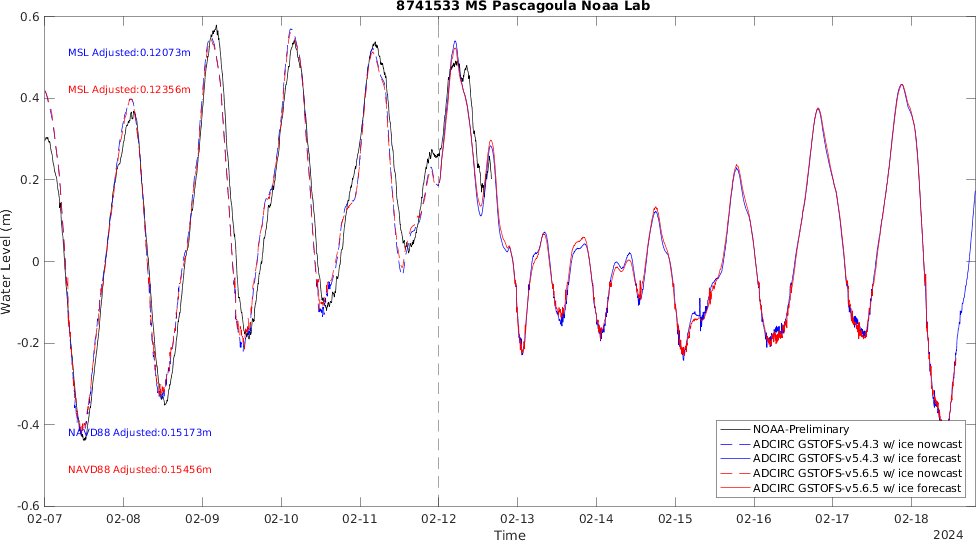 8741533 MS Pascagoula Noaa Lab
0.6
MSL Adjusted:0.12073m
MSL Adjusted:0.12356m
0.4
0.2
0
-0.2
-0.4
-0.6
Water Level (m)
NAVD88 Adjusted:0.15173m
NAVD88 Adjusted:0.15456m
NOAA-Preliminary
ADCIRC GSTOFS-v5.4.3 w/ ice nowcast
ADCIRC GSTOFS-v5.4.3 w/ ice forecast
ADCIRC GSTOFS-v5.6.5 w/ ice nowcast
ADCIRC GSTOFS-v5.6.5 w/ ice forecast
02-07 02-08 02-09 02-10 02-11 02-12 02-13 02-14 02-15 02-16 02-17 02-18
Time
2024